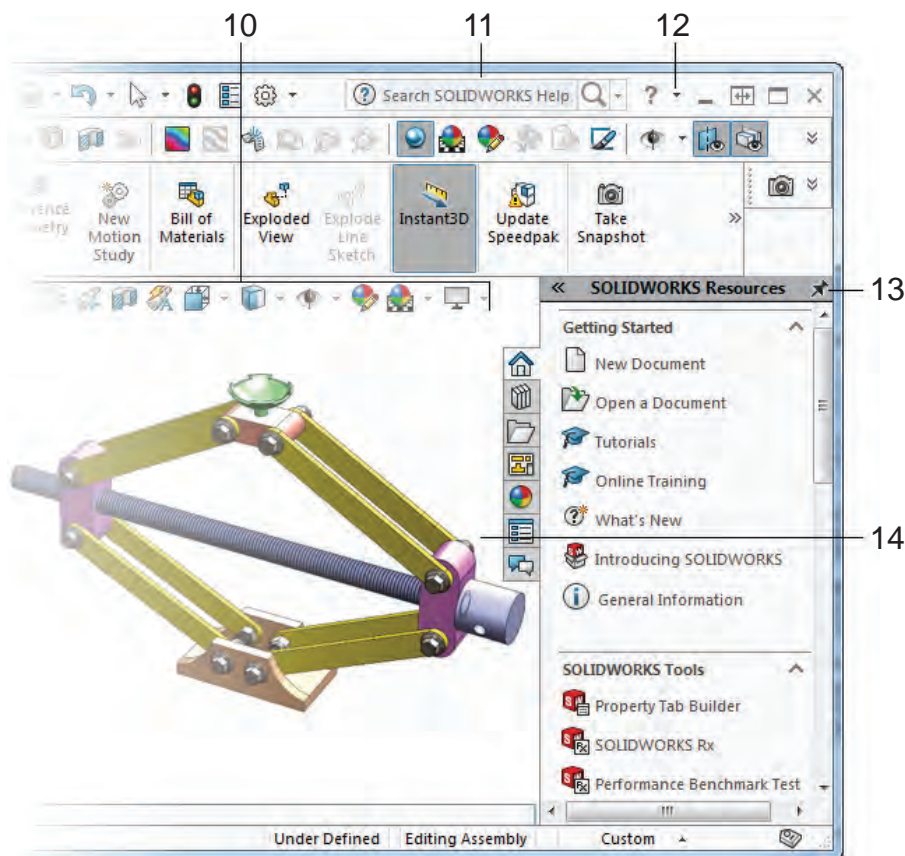 10 11 12
Search SOLIDWORKS Help ?
New Motion Study
Bill of Materials
Exploded View
Explode Line Sketch
Instant3D
Update Speedpak
Take Snapshot
SOLIDWORKS Resources
13
Getting Started
New Document
Open a Document
Tutorials
Online Training
What's New
14
Introducing SOLIDWORKS
General Information
SOLIDWORKS Tools
Property Tab Builder
SOLIDWORKS Rx
Performance Benchmark Test
Under Defined Editing Assembly Custom